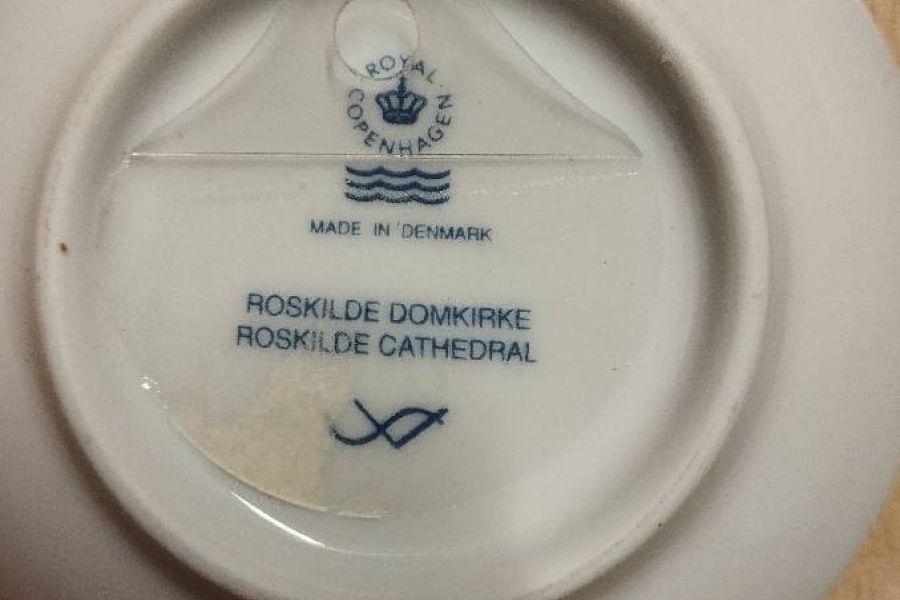 ROYAL COPENHAGEN
MADE IN DENMARK
ROSKILDE DOMKIRKE
ROSKILDE CATHEDRAL